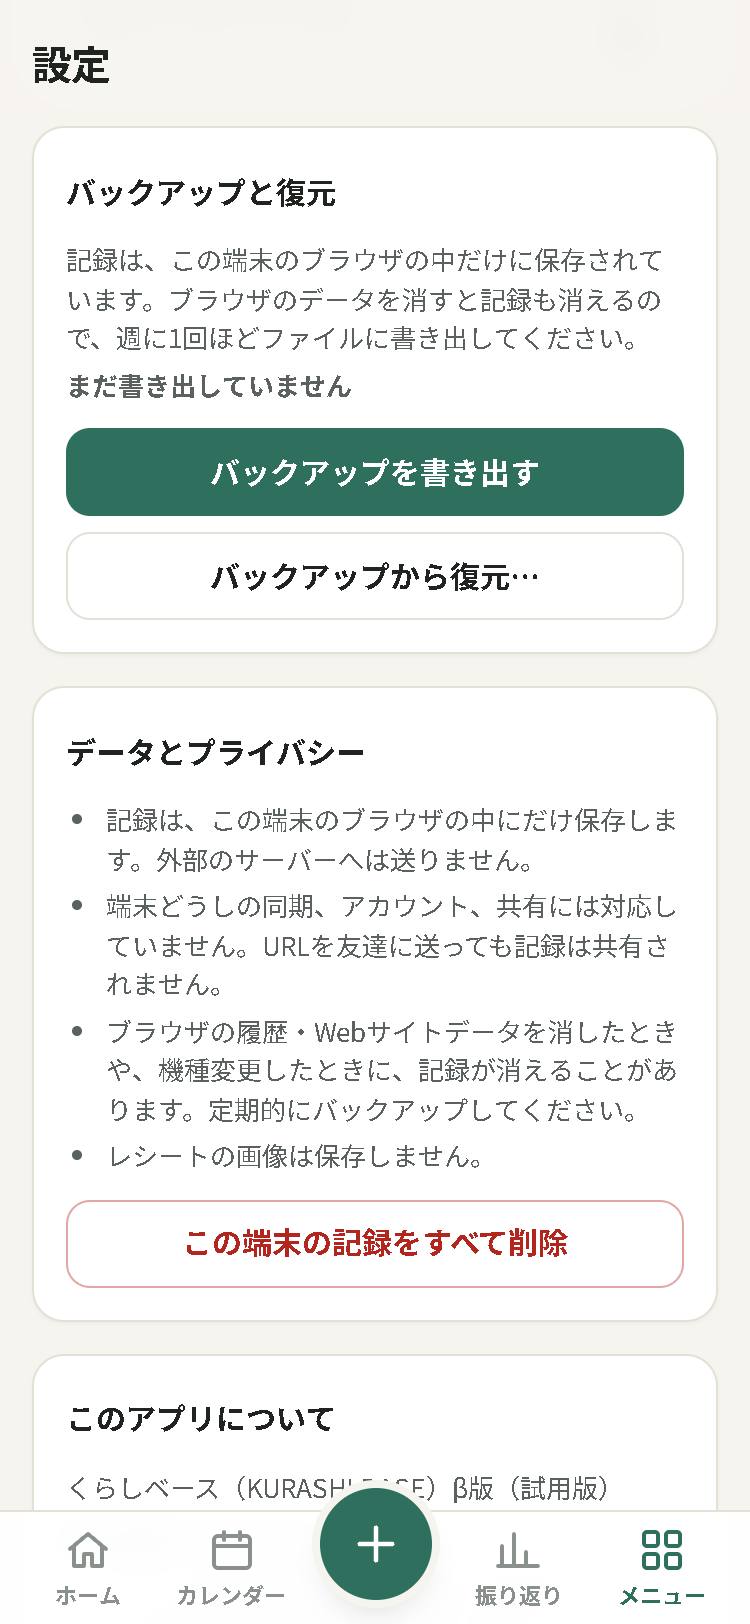 設定
バックアップと復元
記録は、この端末のブラウザの中だけに保存されて
います。ブラウザのデータを消すと記録も消えるの
で、週に1回ほどファイルに書き出してください。
まだ書き出していません
バックアップを書き出す
バックアップから復元…
データとプライバシー
• 記録は、この端末のブラウザの中にだけ保存しま
す。外部のサーバーへは送りません。
• 端末どうしの同期、アカウント、共有には対応し
ていません。URLを友達に送っても記録は共有さ
れません。
• ブラウザの履歴・Webサイトデータを消したとき
や、機種変更したときに、記録が消えることがあ
ります。定期的にバックアップしてください。
• レシートの画像は保存しません。
この端末の記録をすべて削除
このアプリについて
くらしベース（KURASHI BASE）β版（試用版）
ホーム
カレンダー
振り返り
メニュー